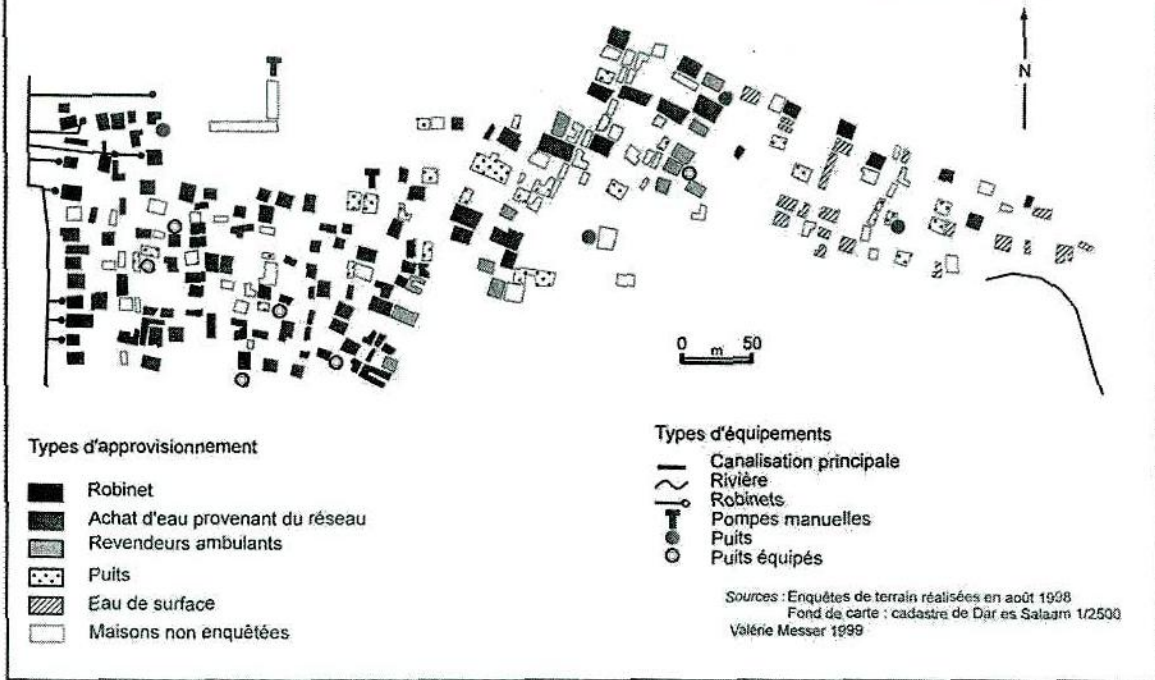 N
0 m 50
Types d'approvisionnement
Robinet
Achat d'eau provenant du réseau
Revendeurs ambulants
Puits
Eau de surface
Maisons non enquêtées
Types d'équipements
Canalisation principale
Rivière
Robinets
Pompes manuelles
Puits
Puits équipés
Sources : Enquêtes de terrain réalisées en août 1998
Fond de carte : cadastre de Dar es Salaam 1/2500
Valérie Messer 1999